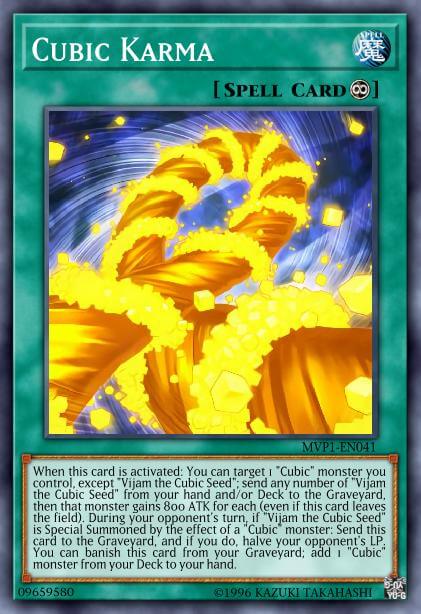 Cubic Karma
SPELL
魔
[Spell Card]
MVP1-EN041
When this card is activated: You can target 1 "Cubic" monster you
control, except "Vijam the Cubic Seed"; send any number of "Vijam
the Cubic Seed" from your hand and/or Deck to the Graveyard,
then that monster gains 800 ATK for each (even if this card leaves
the field). During your opponent's turn, if "Vijam the Cubic Seed"
is Special Summoned by the effect of a "Cubic" monster: Send this
card to the Graveyard, and if you do, halve your opponent's LP.
You can banish this card from your Graveyard; add 1 "Cubic"
monster from your Deck to your hand.
09659580
©1996 KAZUKI TAKAHASHI